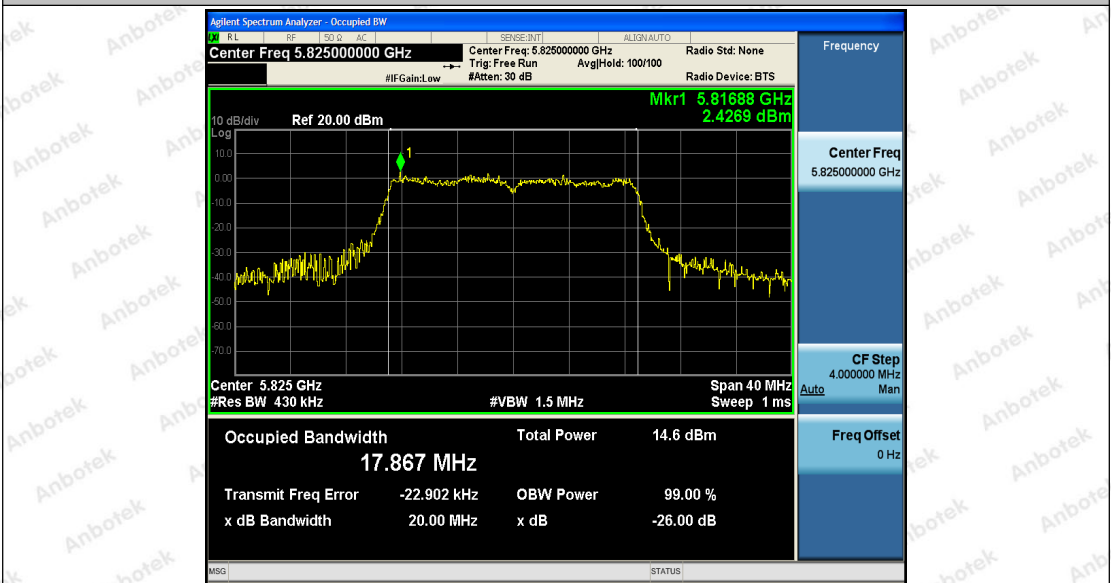 Agilent Spectrum Analyzer - Occupied BW
LXI RL RF 50 Ω AC SENSE:INT ALIGN AUTO
Center Freq 5.825000000 GHz
Center Freq: 5.825000000 GHz
Radio Std: None
Trig: Free Run Avg|Hold: 100/100
#IFGain:Low
#Atten: 30 dB
Radio Device: BTS
Mkr1 5.81688 GHz
2.4269 dBm
10 dB/div Ref 20.00 dBm
Log
10.0
0.00
-10.0
-20.0
-30.0
-40.0
-50.0
-60.0
-70.0
1
Center 5.825 GHz
Span 40 MHz
#Res BW 430 kHz
#VBW 1.5 MHz
Sweep 1 ms
Occupied Bandwidth
17.867 MHz
Total Power 14.6 dBm
Transmit Freq Error -22.902 kHz
OBW Power 99.00 %
x dB Bandwidth 20.00 MHz
x dB -26.00 dB
MSG
STATUS
Frequency
Center Freq
5.825000000 GHz
CF Step
4.000000 MHz
Auto Man
Freq Offset
0 Hz
Anbotek